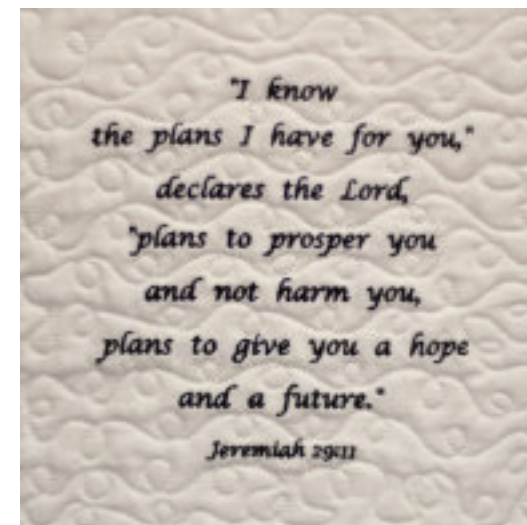 "I know
the plans I have for you,"
declares the Lord,
"plans to prosper you
and not harm you,
plans to give you a hope
and a future."
Jeremiah 29:11